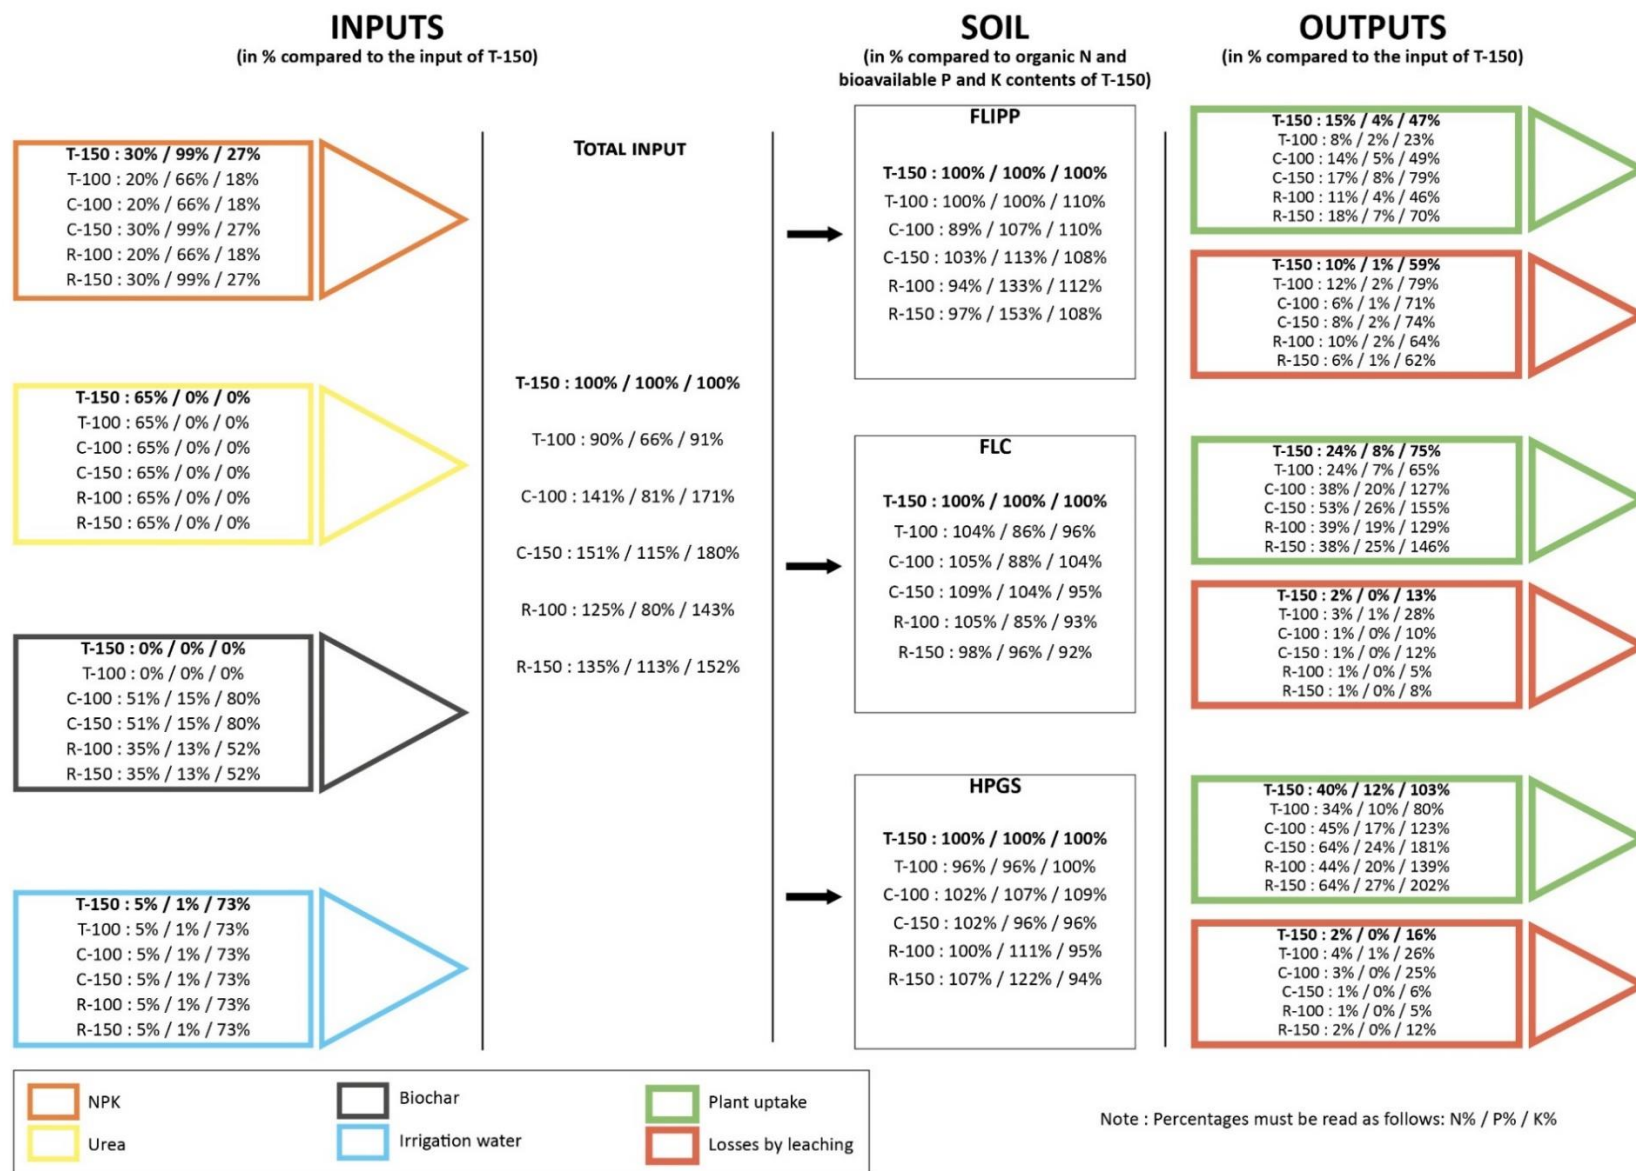 INPUTS
(in % compared to the input of T-150)
T-150 : 30% / 99% / 27%
T-100 : 20% / 66% / 18%
C-100 : 20% / 66% / 18%
C-150 : 30% / 99% / 27%
R-100 : 20% / 66% / 18%
R-150 : 30% / 99% / 27%
T-150 : 65% / 0% / 0%
T-100 : 65% / 0% / 0%
C-100 : 65% / 0% / 0%
C-150 : 65% / 0% / 0%
R-100 : 65% / 0% / 0%
R-150 : 65% / 0% / 0%
T-150 : 0% / 0% / 0%
T-100 : 0% / 0% / 0%
C-100 : 51% / 15% / 80%
C-150 : 51% / 15% / 80%
R-100 : 35% / 13% / 52%
R-150 : 35% / 13% / 52%
T-150 : 5% / 1% / 73%
T-100 : 5% / 1% / 73%
C-100 : 5% / 1% / 73%
C-150 : 5% / 1% / 73%
R-100 : 5% / 1% / 73%
R-150 : 5% / 1% / 73%
TOTAL INPUT
T-150 : 100% / 100% / 100%
T-100 : 90% / 66% / 91%
C-100 : 141% / 81% / 171%
C-150 : 151% / 115% / 180%
R-100 : 125% / 80% / 143%
R-150 : 135% / 113% / 152%
SOIL
(in % compared to organic N and
bioavailable P and K contents of T-150)
FLIPP
T-150 : 100% / 100% / 100%
T-100 : 100% / 100% / 110%
C-100 : 89% / 107% / 110%
C-150 : 103% / 113% / 108%
R-100 : 94% / 133% / 112%
R-150 : 97% / 153% / 108%
FLC
T-150 : 100% / 100% / 100%
T-100 : 104% / 86% / 96%
C-100 : 105% / 88% / 104%
C-150 : 109% / 104% / 95%
R-100 : 105% / 85% / 93%
R-150 : 98% / 96% / 92%
HPGS
T-150 : 100% / 100% / 100%
T-100 : 96% / 96% / 100%
C-100 : 102% / 107% / 109%
C-150 : 102% / 96% / 96%
R-100 : 100% / 111% / 95%
R-150 : 107% / 122% / 94%
OUTPUTS
(in % compared to the input of T-150)
T-150 : 15% / 4% / 47%
T-100 : 8% / 2% / 23%
C-100 : 14% / 5% / 49%
C-150 : 17% / 8% / 79%
R-100 : 11% / 4% / 46%
R-150 : 18% / 7% / 70%
T-150 : 10% / 1% / 59%
T-100 : 12% / 2% / 79%
C-100 : 6% / 1% / 71%
C-150 : 8% / 2% / 74%
R-100 : 10% / 2% / 64%
R-150 : 6% / 1% / 62%
T-150 : 24% / 8% / 75%
T-100 : 24% / 7% / 65%
C-100 : 38% / 20% / 127%
C-150 : 53% / 26% / 155%
R-100 : 39% / 19% / 129%
R-150 : 38% / 25% / 146%
T-150 : 2% / 0% / 13%
T-100 : 3% / 1% / 28%
C-100 : 1% / 0% / 10%
C-150 : 1% / 0% / 12%
R-100 : 1% / 0% / 5%
R-150 : 1% / 0% / 8%
T-150 : 40% / 12% / 103%
T-100 : 34% / 10% / 80%
C-100 : 45% / 17% / 123%
C-150 : 64% / 24% / 181%
R-100 : 44% / 20% / 139%
R-150 : 64% / 27% / 202%
T-150 : 2% / 0% / 16%
T-100 : 4% / 1% / 26%
C-100 : 3% / 0% / 25%
C-150 : 1% / 0% / 6%
R-100 : 1% / 0% / 5%
R-150 : 2% / 0% / 12%
NPK
Urea
Biochar
Irrigation water
Plant uptake
Losses by leaching
Note : Percentages must be read as follows: N% / P% / K%